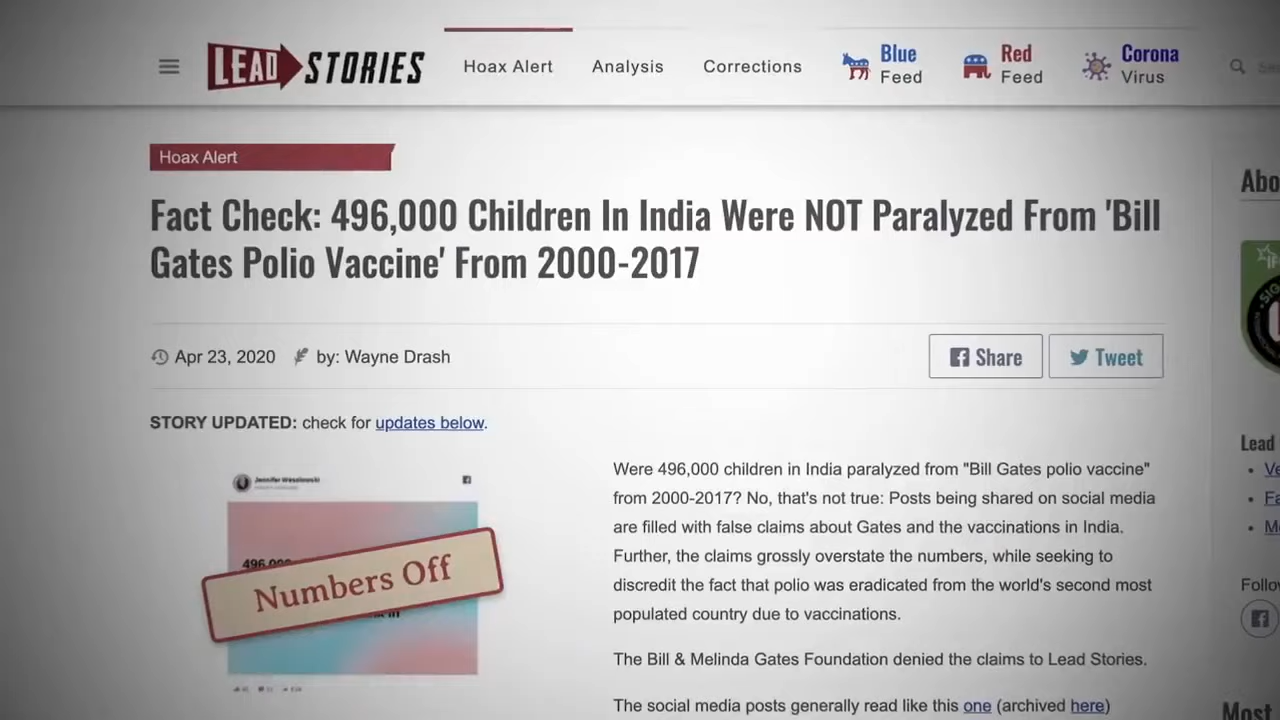 LEAD STORIES
Hoax Alert
Analysis
Corrections
Blue Feed
Red Feed
Corona Virus
Hoax Alert
Fact Check: 496,000 Children In India Were NOT Paralyzed From 'Bill
Gates Polio Vaccine' From 2000-2017
Apr 23, 2020
by: Wayne Drash
Share
Tweet
STORY UPDATED: check for updates below.
Numbers Off
Were 496,000 children in India paralyzed from "Bill Gates polio vaccine"
from 2000-2017? No, that's not true: Posts being shared on social media
are filled with false claims about Gates and the vaccinations in India.
Further, the claims grossly overstate the numbers, while seeking to
discredit the fact that polio was eradicated from the world's second most
populated country due to vaccinations.
The Bill & Melinda Gates Foundation denied the claims to Lead Stories.
The social media posts generally read like this one (archived here)
Lead
Most